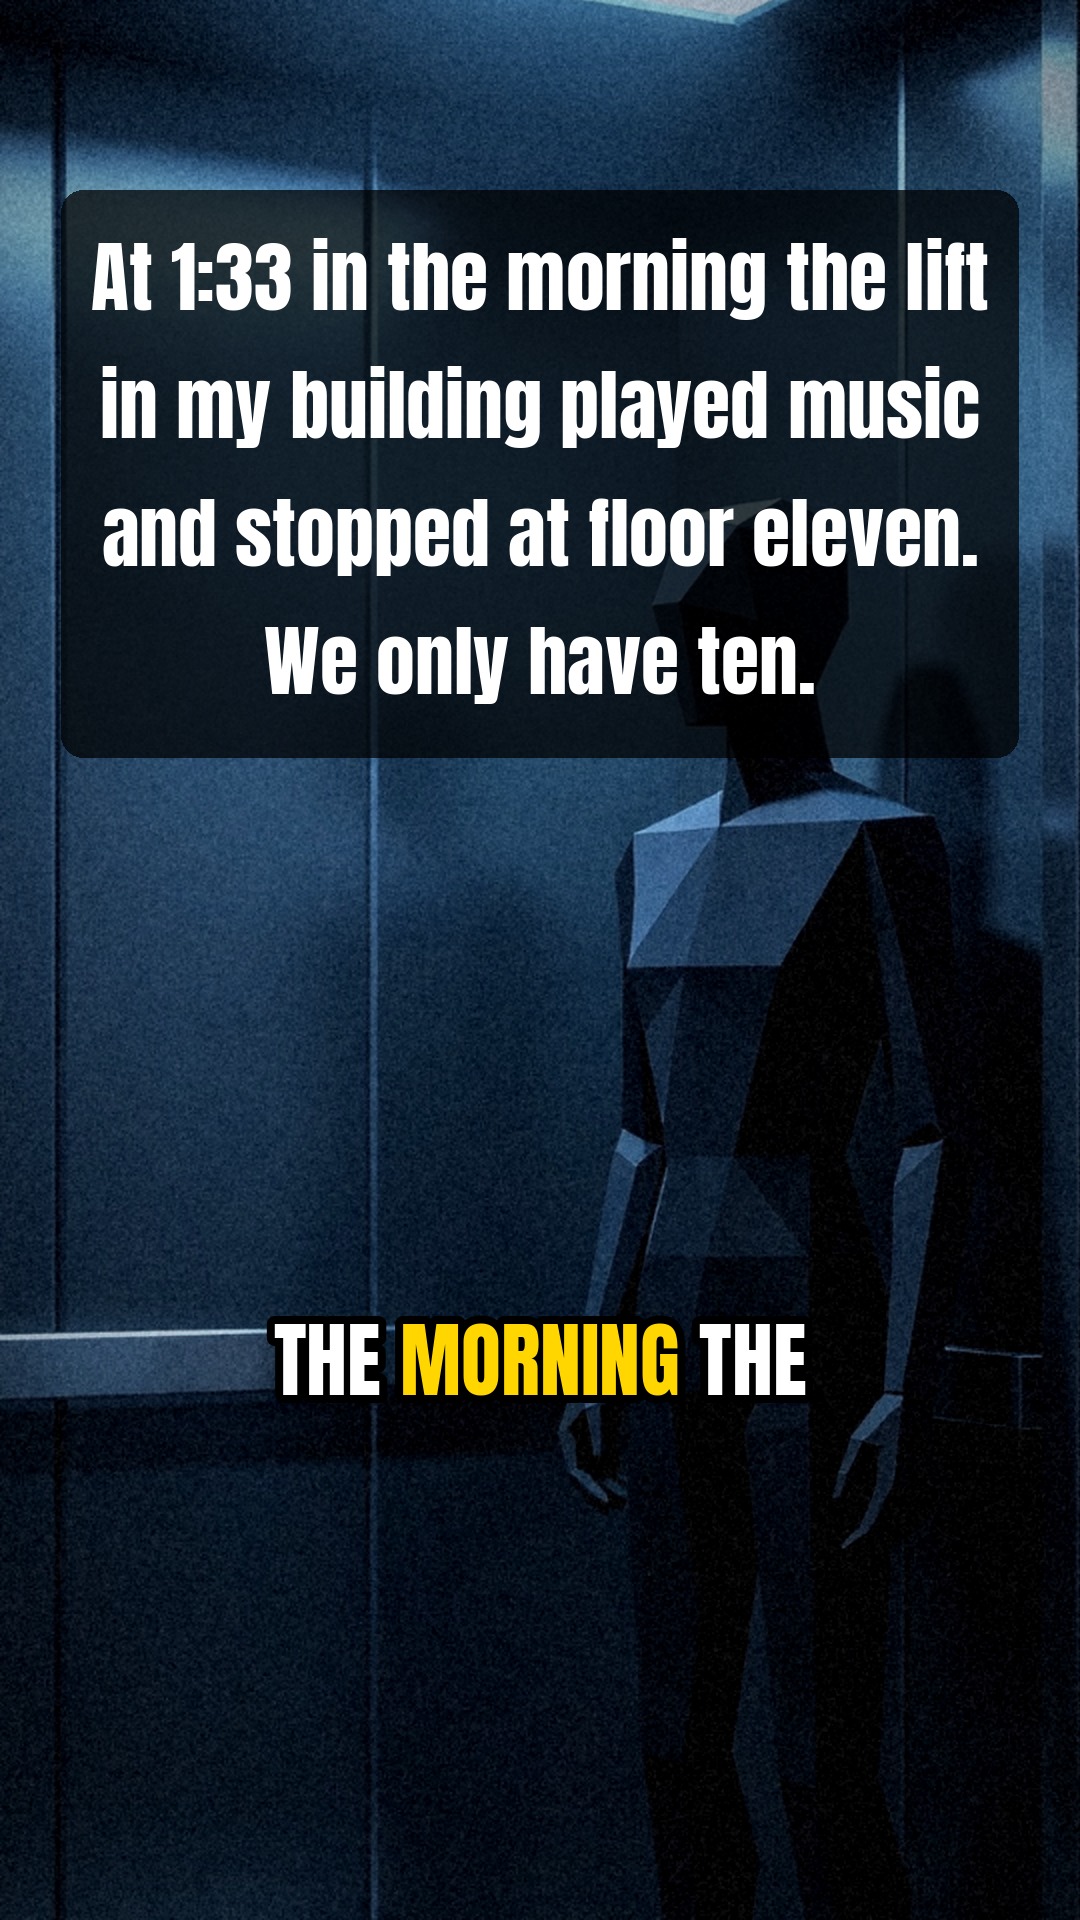 At 1:33 in the morning the lift
in my building played music
and stopped at floor eleven.
We only have ten.
THE MORNING THE